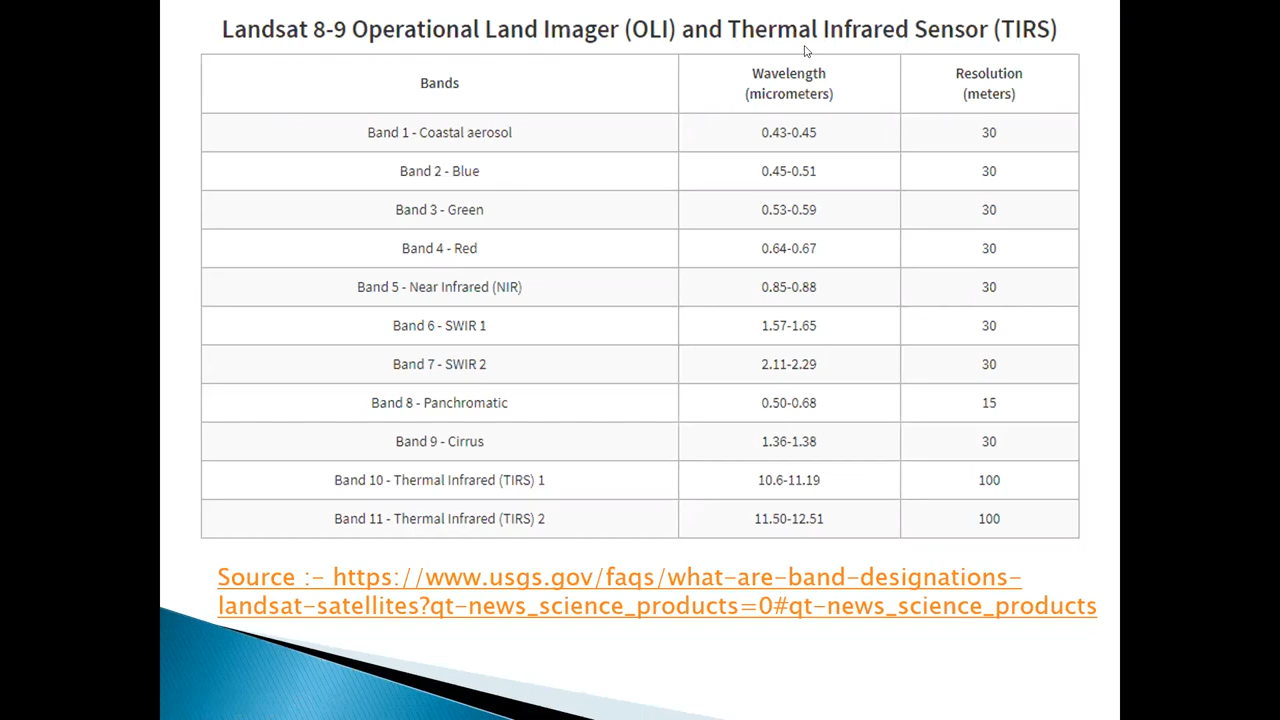 Landsat 8-9 Operational Land Imager (OLI) and Thermal Infrared Sensor (TIRS)
Bands Wavelength (micrometers) Resolution (meters)
Band 1 - Coastal aerosol 0.43-0.45 30
Band 2 - Blue 0.45-0.51 30
Band 3 - Green 0.53-0.59 30
Band 4 - Red 0.64-0.67 30
Band 5 - Near Infrared (NIR) 0.85-0.88 30
Band 6 - SWIR 1 1.57-1.65 30
Band 7 - SWIR 2 2.11-2.29 30
Band 8 - Panchromatic 0.50-0.68 15
Band 9 - Cirrus 1.36-1.38 30
Band 10 - Thermal Infrared (TIRS) 1 10.6-11.19 100
Band 11 - Thermal Infrared (TIRS) 2 11.50-12.51 100
Source :- https://www.usgs.gov/faqs/what-are-band-designations-
landsat-satellites?qt-news_science_products=0#qt-news_science_products